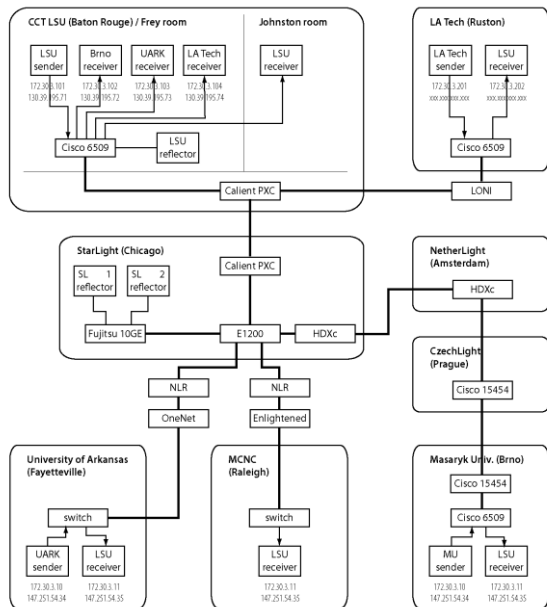 CCT LSU (Baton Rouge) / Frey room
Johnston room
LA Tech (Ruston)
LSU
sender
Brno
receiver
UARK
receiver
LA Tech
receiver
LSU
receiver
LA Tech
sender
LSU
receiver
172.30.3.101
130.39.195.71
172.30.3.102
130.39.195.72
172.30.3.103
130.39.195.73
172.30.3.104
130.39.195.74
172.30.3.201
xxx.xxx.xxx.xxx
172.30.3.202
xxx.xxx.xxx.xxx
Cisco 6509
LSU
reflector
Cisco 6509
Calient PXC
LONI
StarLight (Chicago)
Calient PXC
NetherLight
(Amsterdam)
SL 1
reflector
SL 2
reflector
HDXc
Fujitsu 10GE
E1200
HDXc
CzechLight
(Prague)
Cisco 15454
NLR
NLR
OneNet
Enlightened
University of Arkansas
(Fayetteville)
MCNC
(Raleigh)
Masaryk Univ. (Brno)
Cisco 15454
switch
switch
Cisco 6509
UARK
sender
LSU
receiver
LSU
receiver
MU
sender
LSU
receiver
172.30.3.10
147.251.54.34
172.30.3.11
147.251.54.35
172.30.3.11
147.251.54.35
172.30.3.10
147.251.54.34
172.30.3.11
147.251.54.35